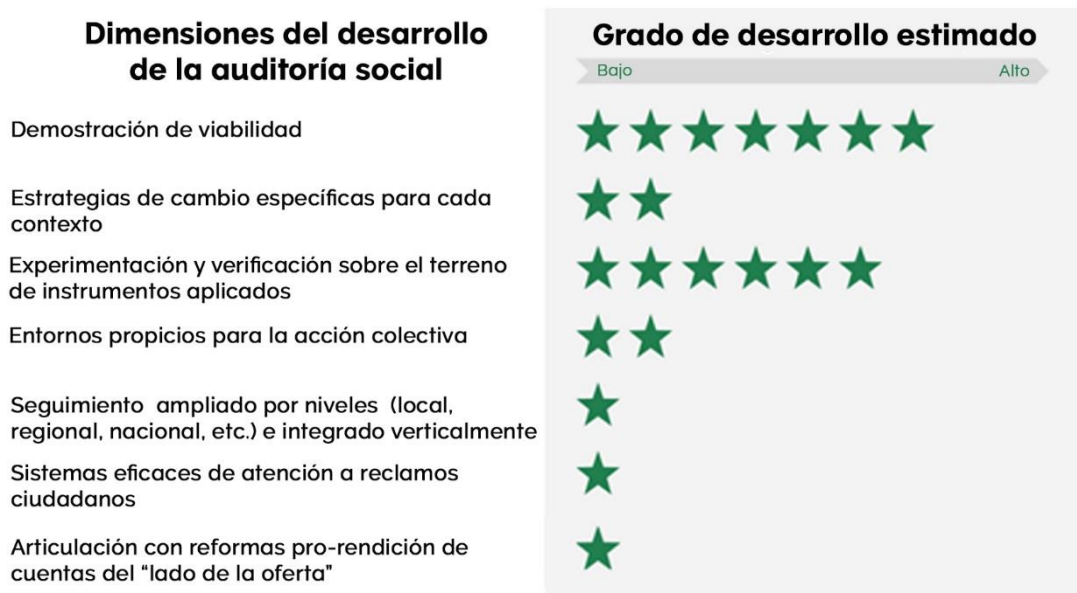 Dimensiones del desarrollo
de la auditoría social
Grado de desarrollo estimado
Bajo
Alto
Demostración de viabilidad
Estrategias de cambio específicas para cada
contexto
Experimentación y verificación sobre el terreno
de instrumentos aplicados
Entornos propicios para la acción colectiva
Seguimiento ampliado por niveles (local,
regional, nacional, etc.) e integrado verticalmente
Sistemas eficaces de atención a reclamos
ciudadanos
Articulación con reformas pro-rendición de
cuentas del “lado de la oferta”